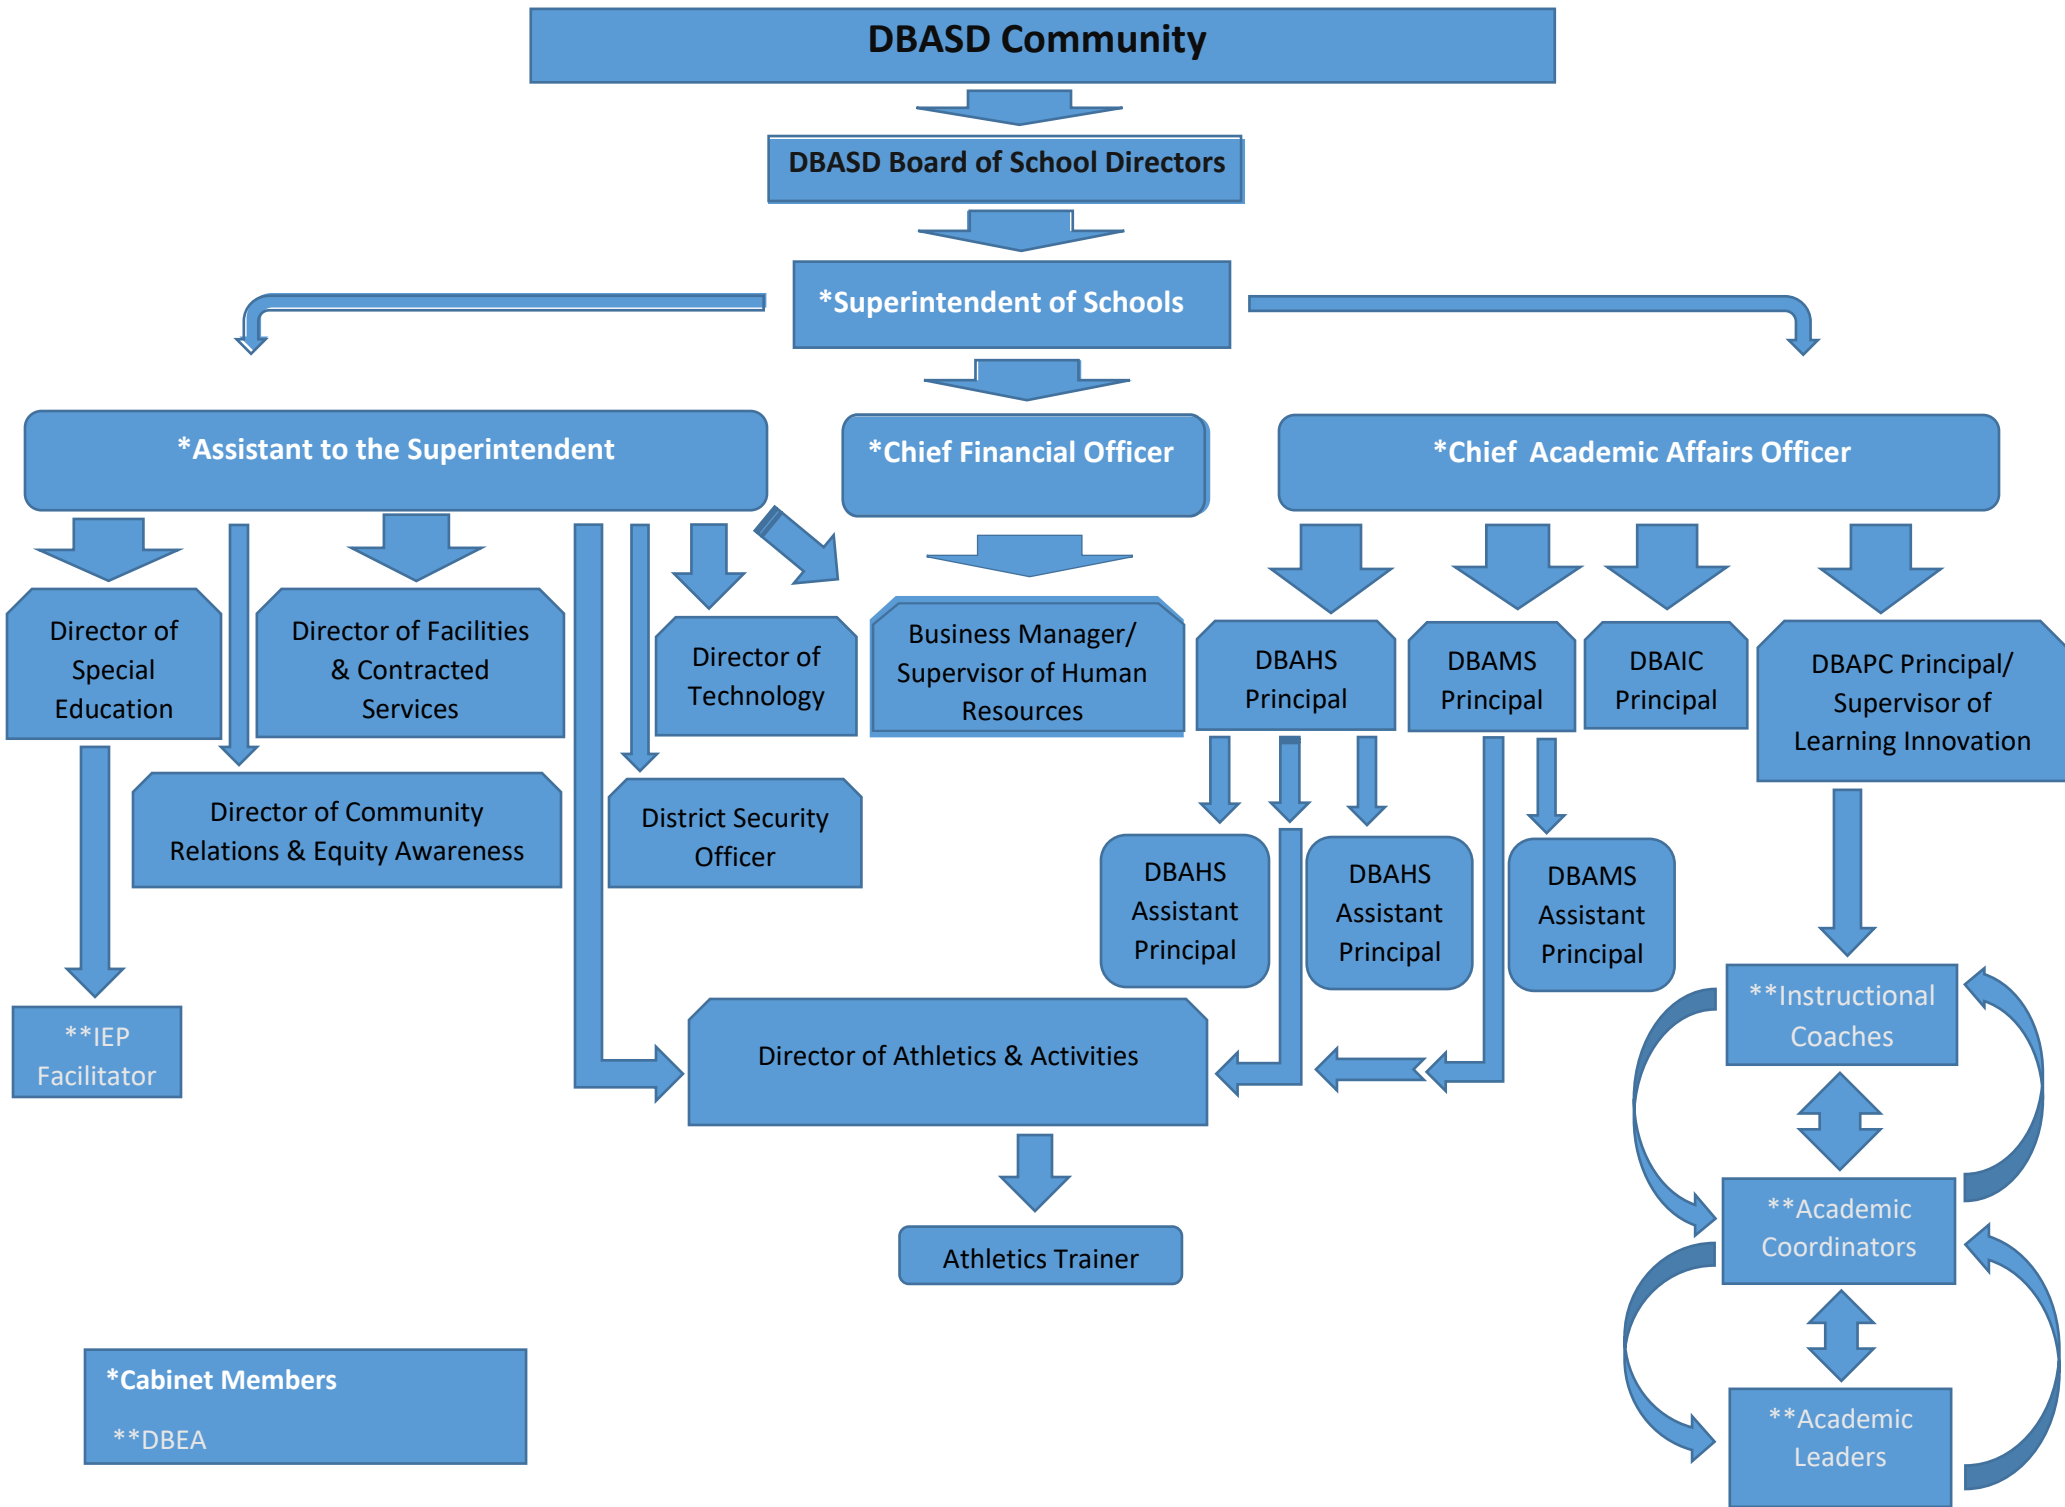 DBASD Community
DBASD Board of School Directors
*Superintendent of Schools
*Assistant to the Superintendent
*Chief Financial Officer
*Chief  Academic Affairs Officer
Director of
Special
Education
Director of Facilities
& Contracted
Services
Director of
Technology
Business Manager/
Supervisor of Human
Resources
DBAHS
Principal
DBAMS
Principal
DBAIC
Principal
DBAPC Principal/
Supervisor of
Learning Innovation
Director of Community
Relations & Equity Awareness
District Security
Officer
DBAHS
Assistant
Principal
DBAHS
Assistant
Principal
DBAMS
Assistant
Principal
**IEP
Facilitator
Director of Athletics & Activities
**Instructional
Coaches
Athletics Trainer
**Academic
Coordinators
**Academic
Leaders
*Cabinet Members
**DBEA